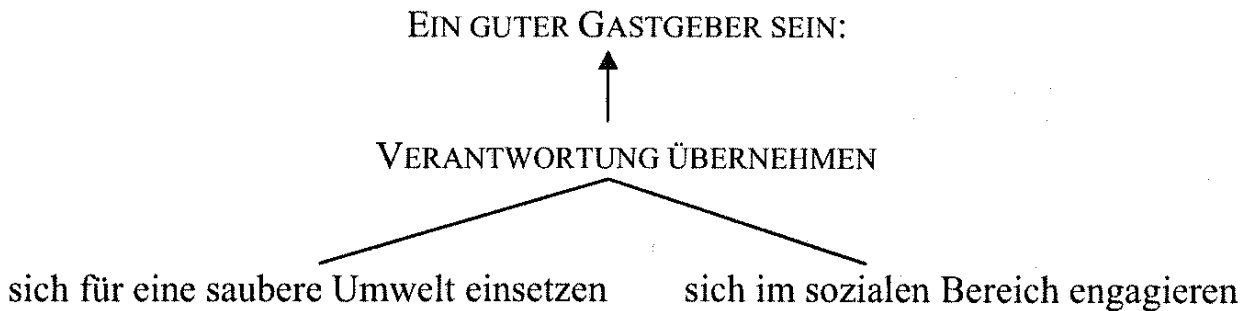 EIN GUTER GASTGEBER SEIN:
VERANTWORTUNG ÜBERNEHMEN
sich für eine saubere Umwelt einsetzen sich im sozialen Bereich engagieren